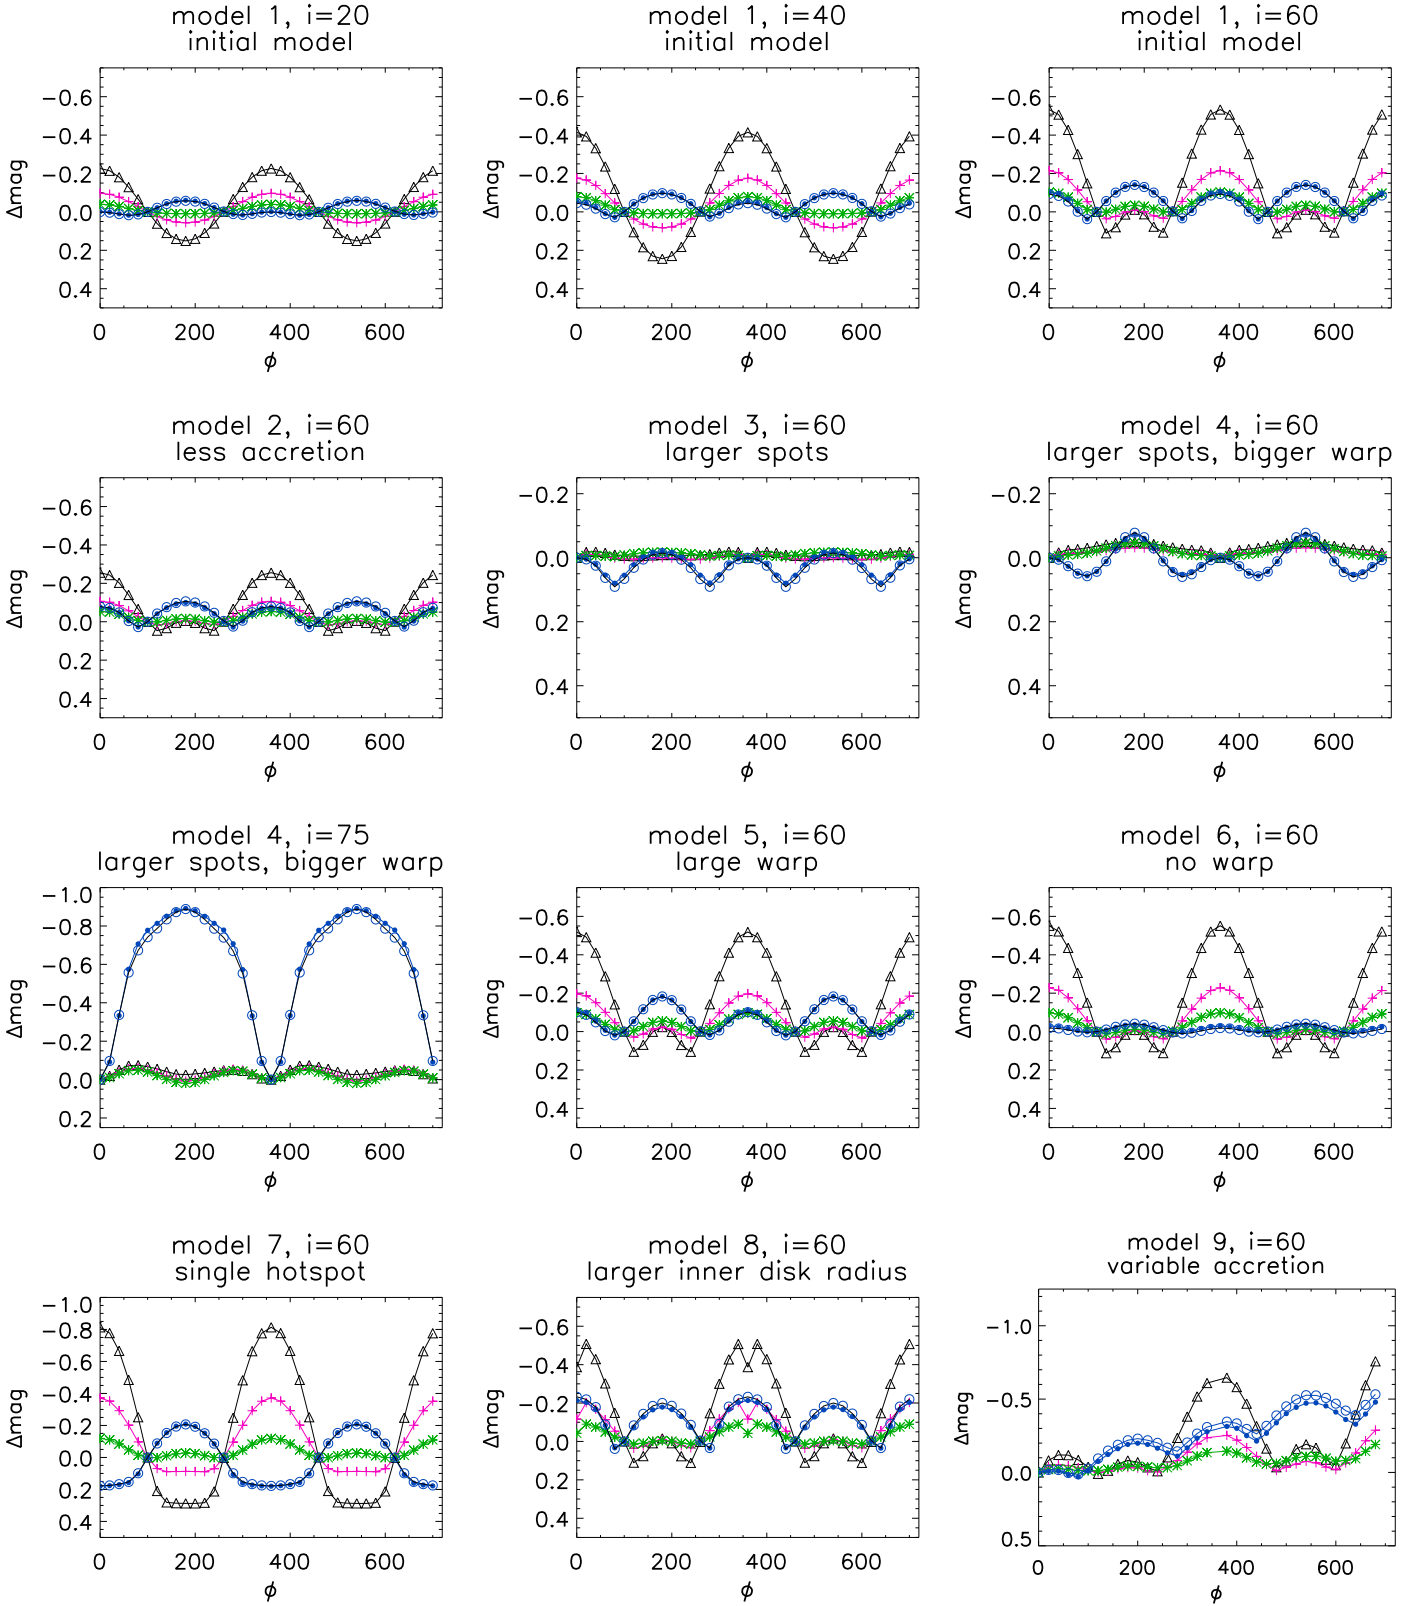 model 1, i=20
initial model
model 1, i=40
initial model
model 1, i=60
initial model
Δmag
−0.6
−0.4
−0.2
0.0
0.2
0.4
0 200 400 600
ϕ
Δmag
−0.6
−0.4
−0.2
0.0
0.2
0.4
0 200 400 600
ϕ
Δmag
−0.6
−0.4
−0.2
0.0
0.2
0.4
0 200 400 600
ϕ
model 2, i=60
less accretion
model 3, i=60
larger spots
model 4, i=60
larger spots, bigger warp
Δmag
−0.6
−0.4
−0.2
0.0
0.2
0.4
0 200 400 600
ϕ
Δmag
−0.2
0.0
0.2
0.4
0 200 400 600
ϕ
Δmag
−0.2
0.0
0.2
0.4
0 200 400 600
ϕ
model 4, i=75
larger spots, bigger warp
model 5, i=60
large warp
model 6, i=60
no warp
Δmag
−1.0
−0.8
−0.6
−0.4
−0.2
0.0
0.2
0 200 400 600
ϕ
Δmag
−0.6
−0.4
−0.2
0.0
0.2
0.4
0 200 400 600
ϕ
Δmag
−0.6
−0.4
−0.2
0.0
0.2
0.4
0 200 400 600
ϕ
model 7, i=60
single hotspot
model 8, i=60
larger inner disk radius
model 9, i=60
variable accretion
Δmag
−1.0
−0.8
−0.6
−0.4
−0.2
0.0
0.2
0.4
0 200 400 600
ϕ
Δmag
−0.6
−0.4
−0.2
0.0
0.2
0.4
0 200 400 600
ϕ
Δmag
−1.0
−0.5
0.0
0.5
0 200 400 600
ϕ